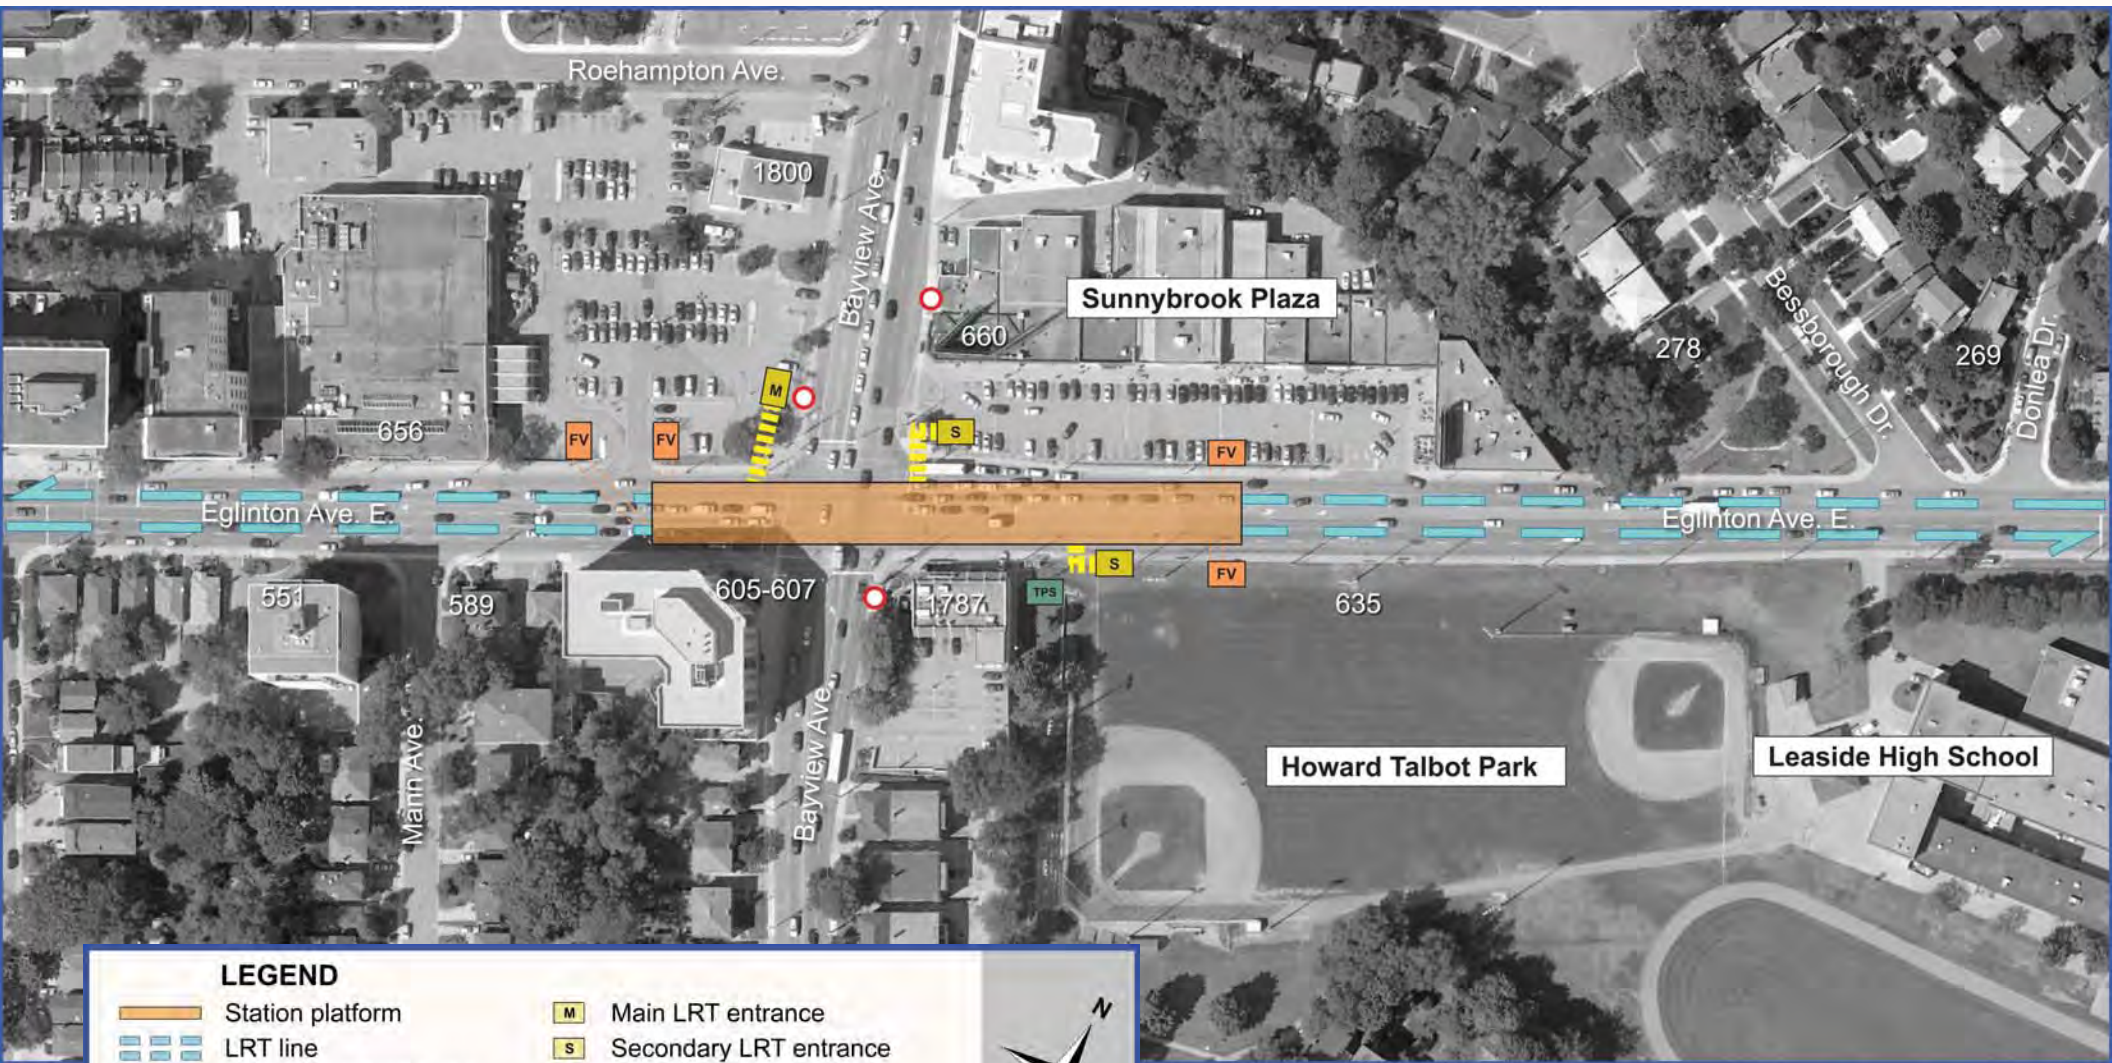 Roehampton Ave.
1800
Bayview Ave.
Sunnybrook Plaza
660
278
Bessborough Dr.
269
Donlea Dr.
M
656
FV
FV
S
FV
Eglinton Ave. E.
Eglinton Ave. E.
551
589
605-607
1787
TPS
S
FV
635
Mann Ave.
Bayview Ave.
Howard Talbot Park
Leaside High School
LEGEND
Station platform
M Main LRT entrance
N
LRT line
S Secondary LRT entrance